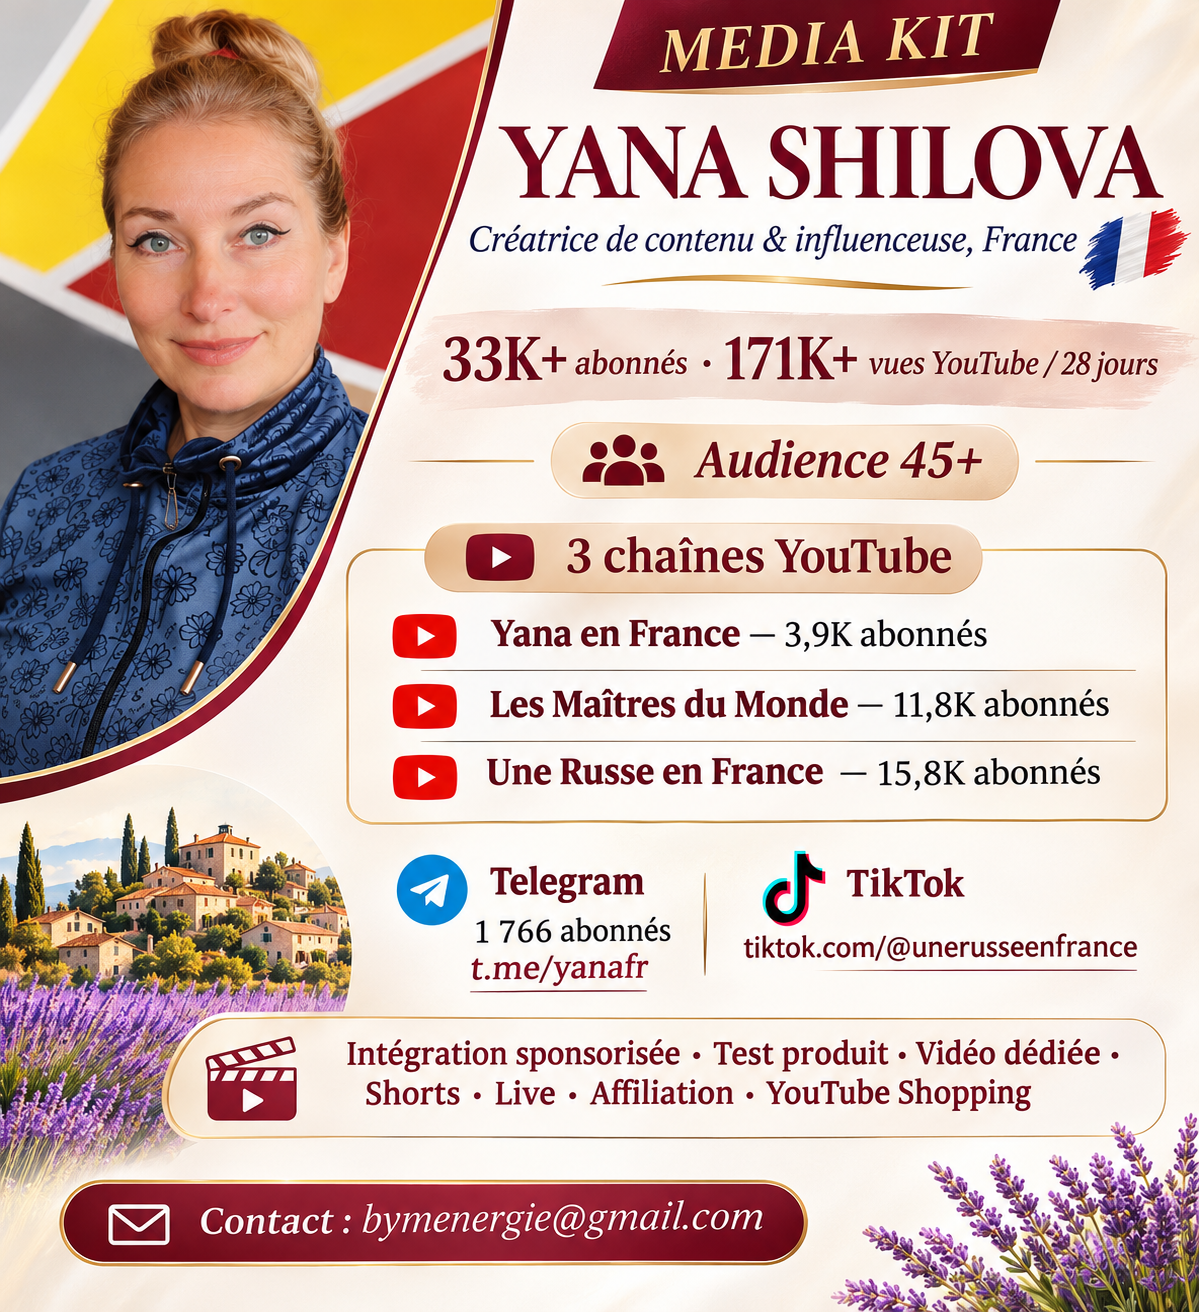 MEDIA KIT
YANA SHILOVA
Créatrice de contenu & influenceuse, France
33K+ abonnés · 171K+ vues YouTube / 28 jours
Audience 45+
3 chaînes YouTube
Yana en France — 3,9K abonnés
Les Maîtres du Monde — 11,8K abonnés
Une Russe en France — 15,8K abonnés
Telegram
1 766 abonnés
t.me/yanafr
TikTok
tiktok.com/@unerusseenfrance
Intégration sponsorisée • Test produit • Vidéo dédiée •
Shorts • Live • Affiliation • YouTube Shopping
Contact : bymenergie@gmail.com